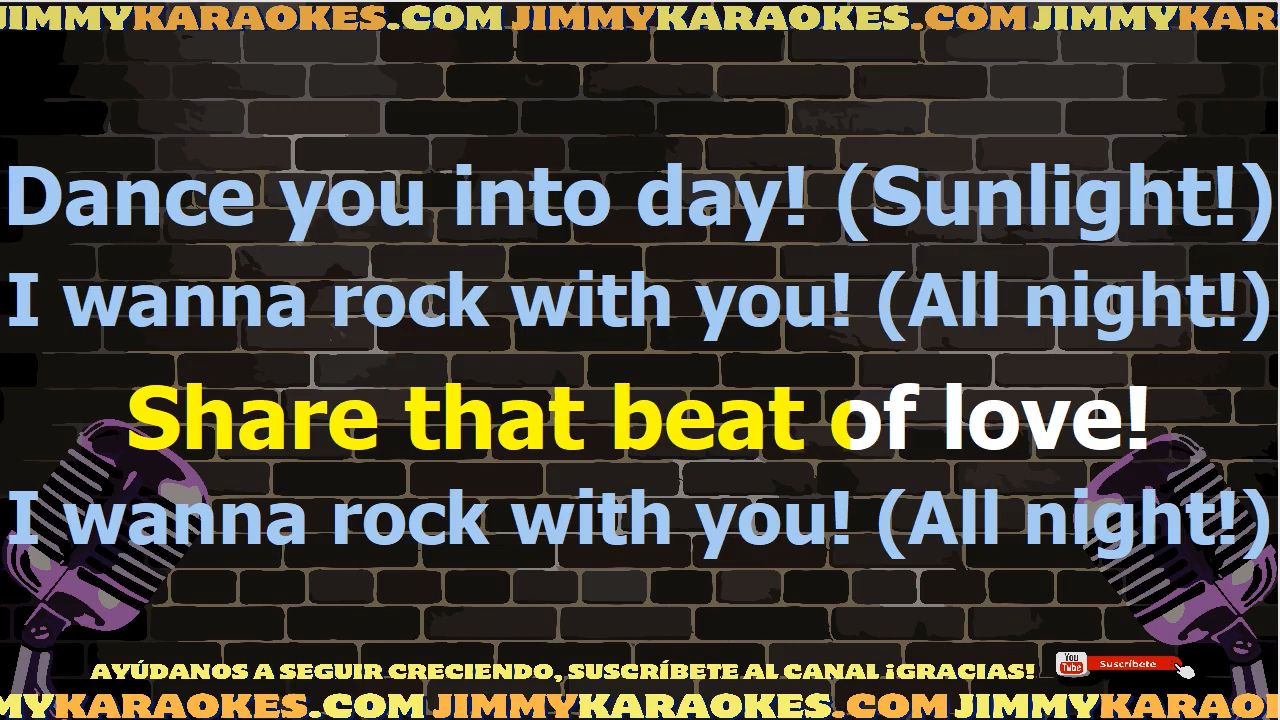 JIMMYKARAOKES.COM JIMMYKARAOKES.COM JIMMYKAR
Dance you into day! (Sunlight!)
I wanna rock with you! (All night!)
Share that beat of love!
I wanna rock with you! (All night!)
AYÚDANOS A SEGUIR CRECIENDO, SUSCRÍBETE AL CANAL ¡GRACIAS!
You Tube Suscríbete
MYKARAOKES.COM JIMMYKARAOKES.COM JIMMYKARAO